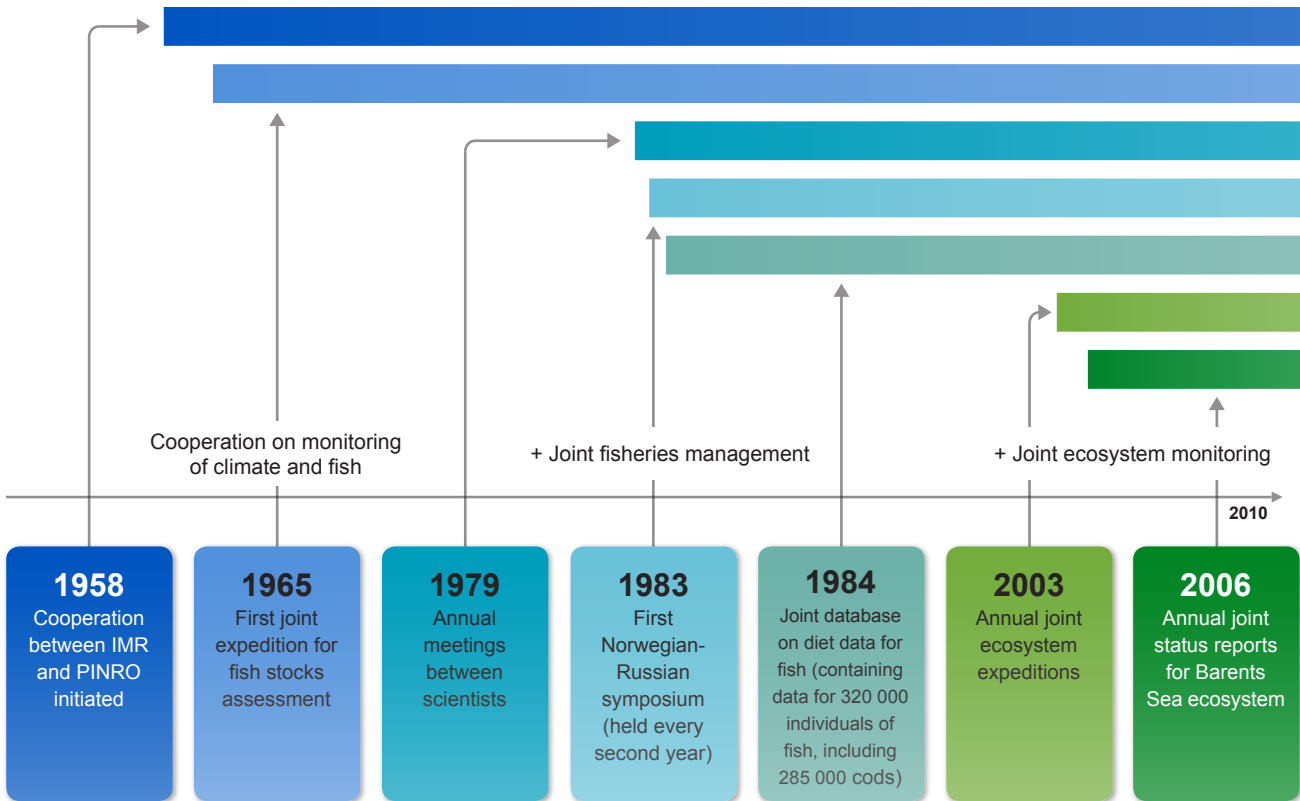 Cooperation on monitoring
of climate and fish
+ Joint fisheries management
+ Joint ecosystem monitoring
2010
1958
Cooperation
between IMR
and PINRO
initiated
1965
First joint
expedition for
fish stocks
assessment
1979
Annual
meetings
between
scientists
1983
First
Norwegian-
Russian
symposium
(held every
second year)
1984
Joint database
on diet data for
fish (containing
data for 320 000
individuals of
fish, including
285 000 cods)
2003
Annual joint
ecosystem
expeditions
2006
Annual joint
status reports
for Barents
Sea ecosystem